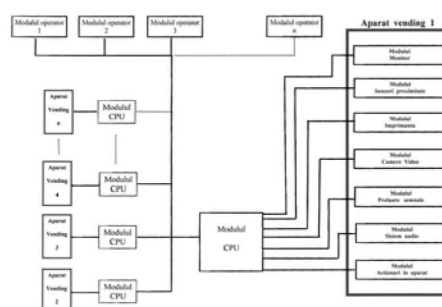 Modulul operator
1
Modulul operator
2
Modulul operator
3
Modulul operator
n
Aparat vending 1
Modulul
Monitor
Modulul
Senzori proximitate
Modulul
Imprimanta
Modulul
Camere Video
Modulul
Preluare semnale
Modulul
Sistem audio
Modulul
Actionari in aparat
Aparat
Vending
n
Modulul
CPU
Aparat
Vending
4
Modulul
CPU
Aparat
Vending
3
Modulul
CPU
Aparat
Vending
2
Modulul
CPU
Modulul
CPU